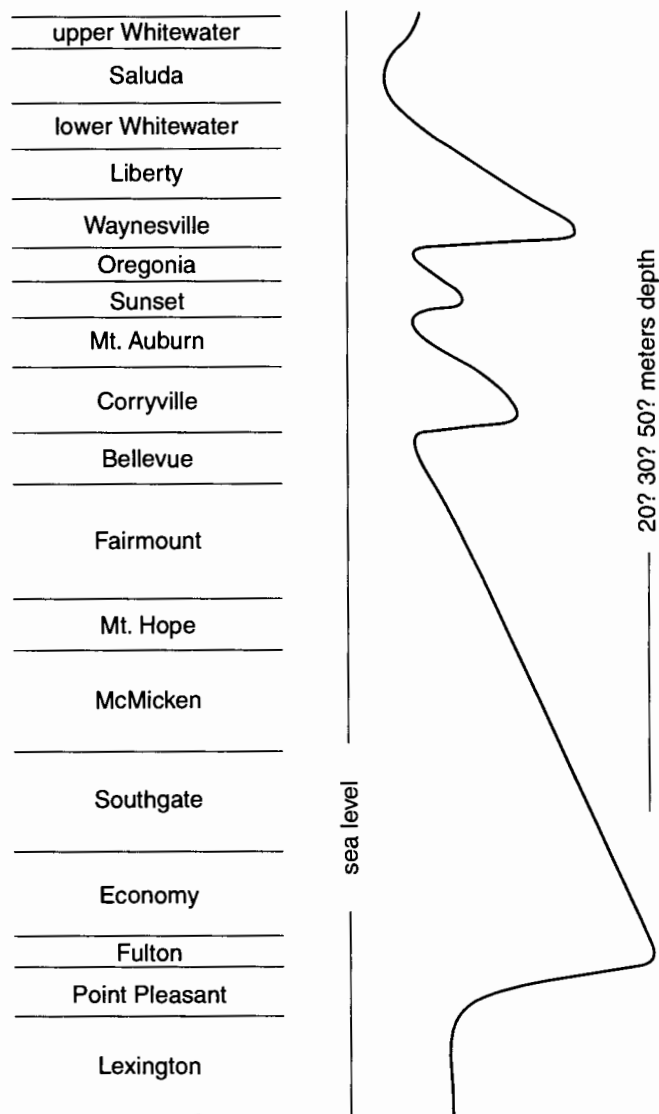 upper Whitewater
Saluda
lower Whitewater
Liberty
Waynesville
Oregonia
Sunset
Mt. Auburn
Corryville
Bellevue
Fairmount
Mt. Hope
McMicken
Southgate
Economy
Fulton
Point Pleasant
Lexington
sea level
20? 30? 50? meters depth